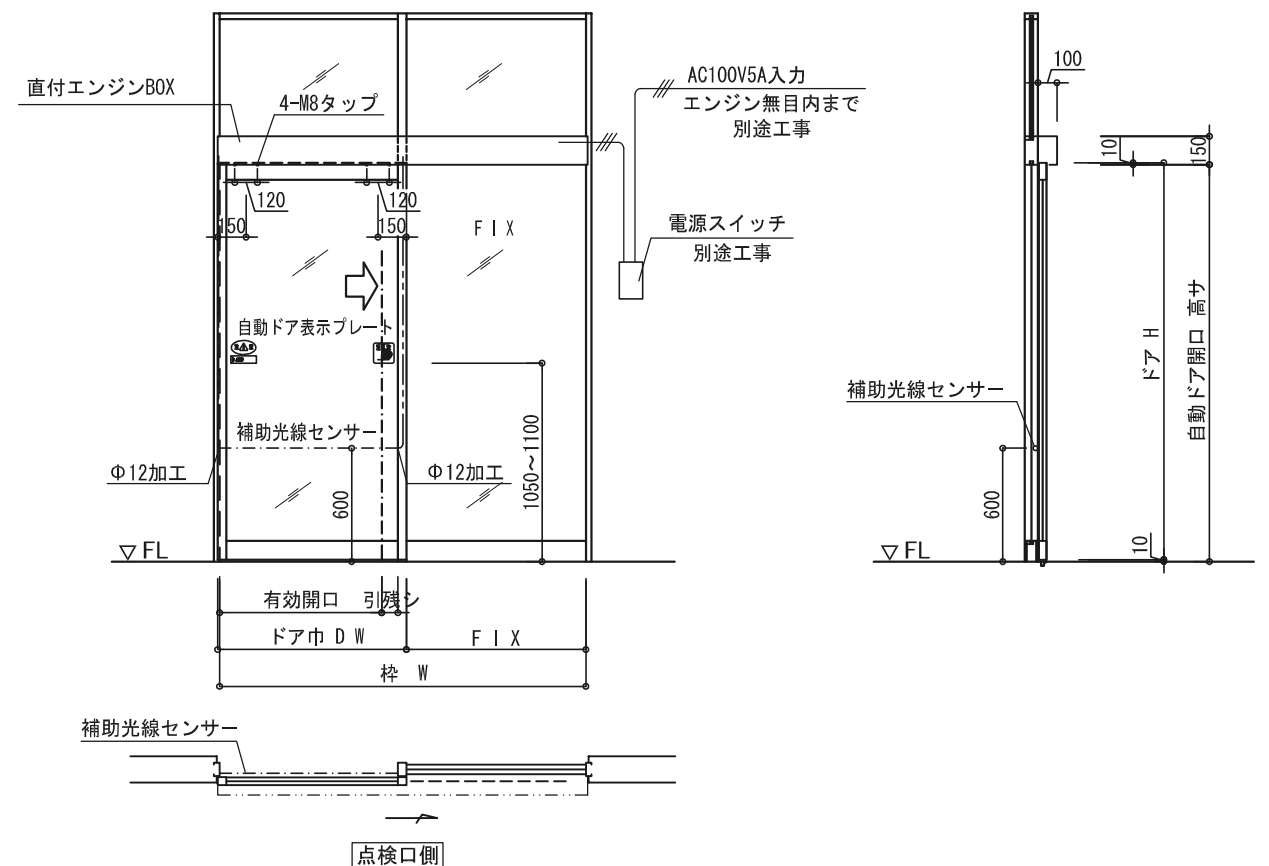 直付エンジンBOX
4-M8タップ
AC100V5A入力
エンジン無目内まで
別途工事
120
120
150
150
FIX
電源スイッチ
別途工事
自動ドア表示プレート
補助光線センサー
Φ12加工
Φ12加工
600
1050～1100
▽FL
有効開口
引残シ
ドア巾 DW
FIX
枠 W
補助光線センサー
点検口側
100
10
150
ドア H
自動ドア開口 高サ
補助光線センサー
600
10
▽FL